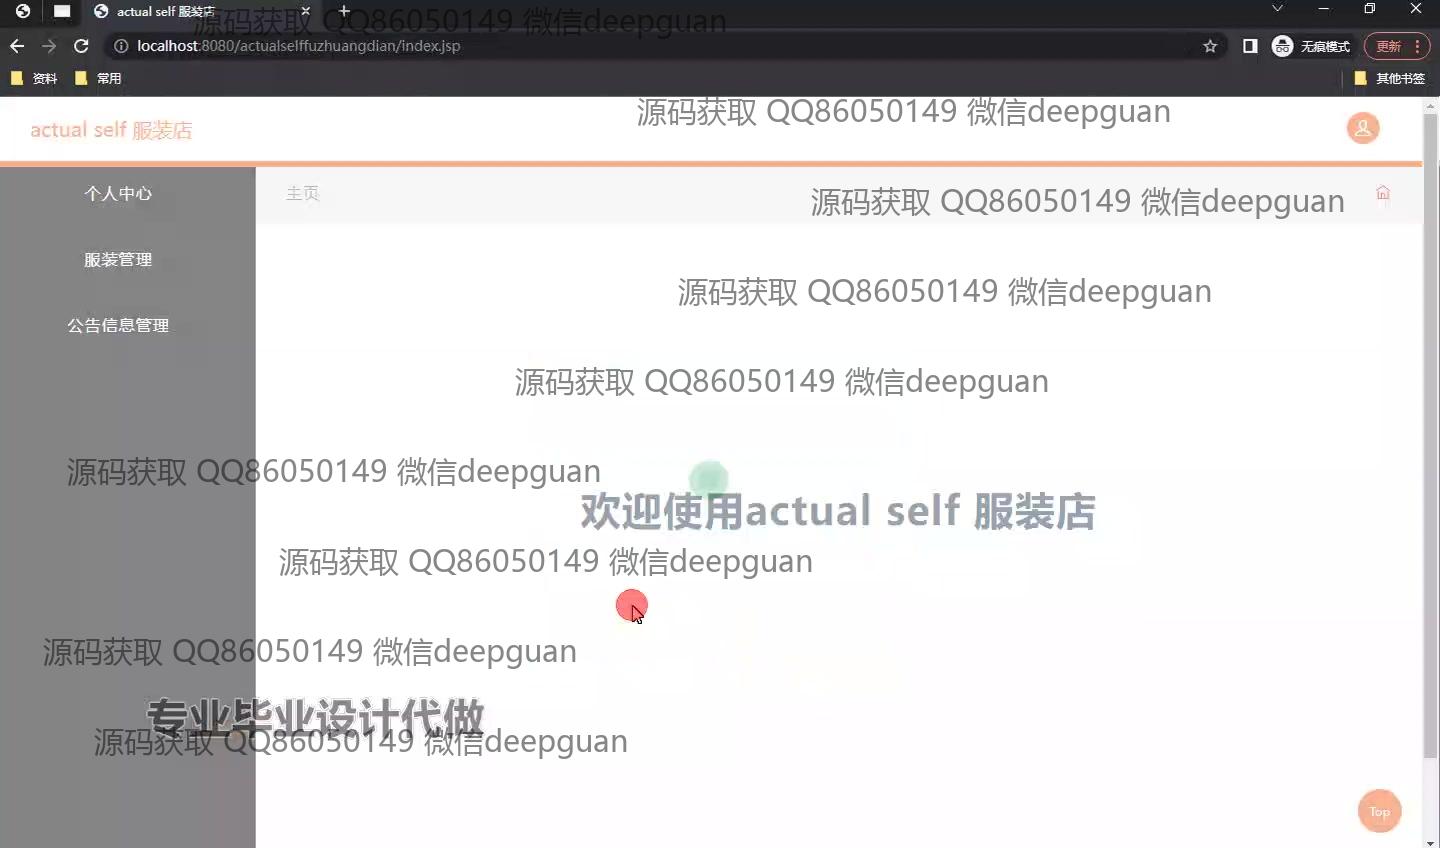 actual self 服装店
源码获取 QQ86050149 微信deepguan
localhost:8080/actualselffuzhuangdian/index.jsp
无痕模式
更新
资料
常用
其他书签
源码获取 QQ86050149 微信deepguan
actual self 服装店
个人中心
主页
源码获取 QQ86050149 微信deepguan
服装管理
源码获取 QQ86050149 微信deepguan
公告信息管理
源码获取 QQ86050149 微信deepguan
源码获取 QQ86050149 微信deepguan
欢迎使用actual self 服装店
源码获取 QQ86050149 微信deepguan
源码获取 QQ86050149 微信deepguan
专业毕业设计代做
源码获取 QQ86050149 微信deepguan
Top